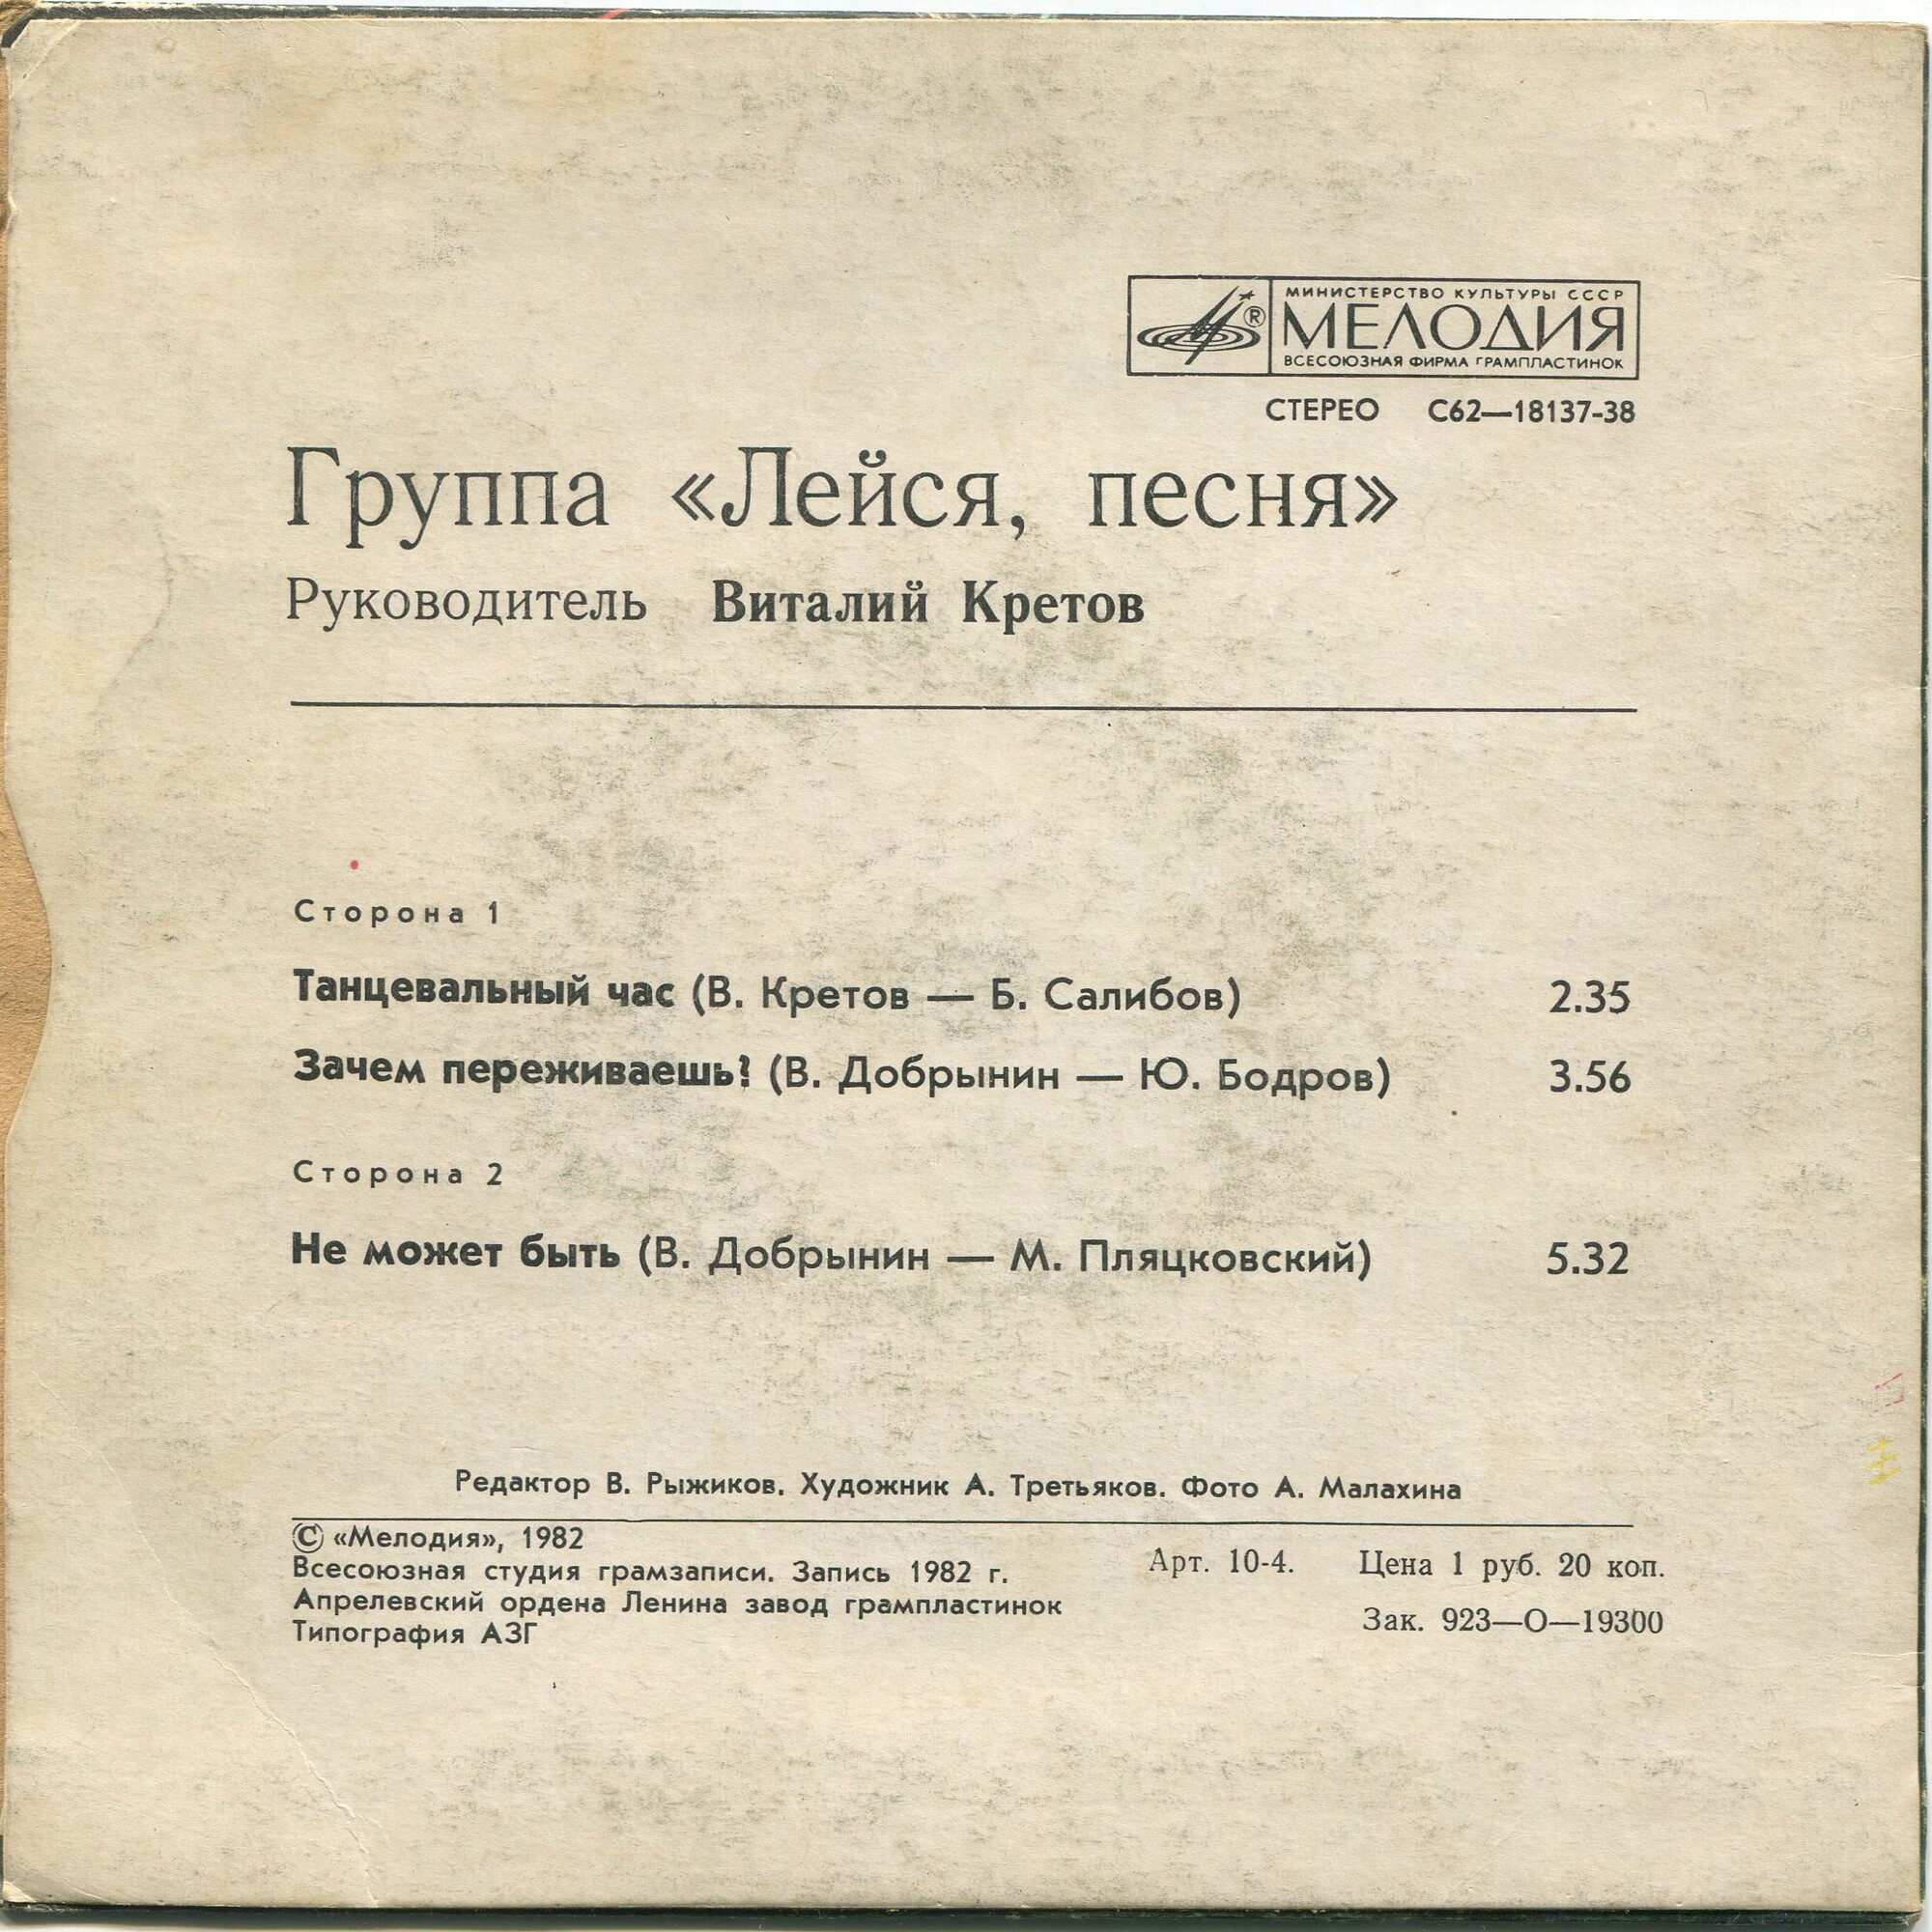 МИНИСТЕРСТВО КУЛЬТУРЫ СССР
® МЕЛОДИЯ
ВСЕСОЮЗНАЯ ФИРМА ГРАМПЛАСТИНОК
СТЕРЕО С62—18137-38
Группа «Лейся, песня»
Руководитель Виталий Кретов
Сторона 1
Танцевальный час (В. Кретов — Б. Салибов) 2.35
Зачем переживаешь? (В. Добрынин — Ю. Бодров) 3.56
Сторона 2
Не может быть (В. Добрынин — М. Пляцковский) 5.32
Редактор В. Рыжиков. Художник А. Третьяков. Фото А. Малахина
© «Мелодия», 1982
Всесоюзная студия грамзаписи. Запись 1982 г.
Апрелевский ордена Ленина завод грампластинок
Типография АЗГ
Арт. 10-4. Цена 1 руб. 20 коп.
Зак. 923—О—19300